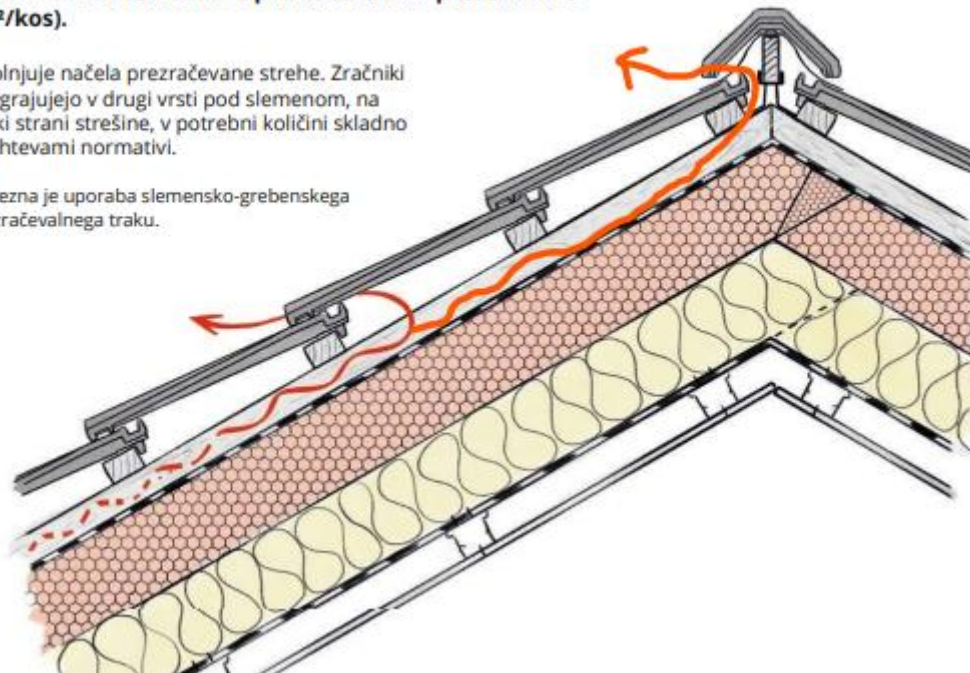 ²/kos).
olnjuje načela prezračevane strehe. Zračniki
grajujejo v drugi vrsti pod slemenom, na
ki strani strešine, v potrebni količini skladno
htevami normativi.
ezna je uporaba slemensko-grebenskega
račevalnega traku.